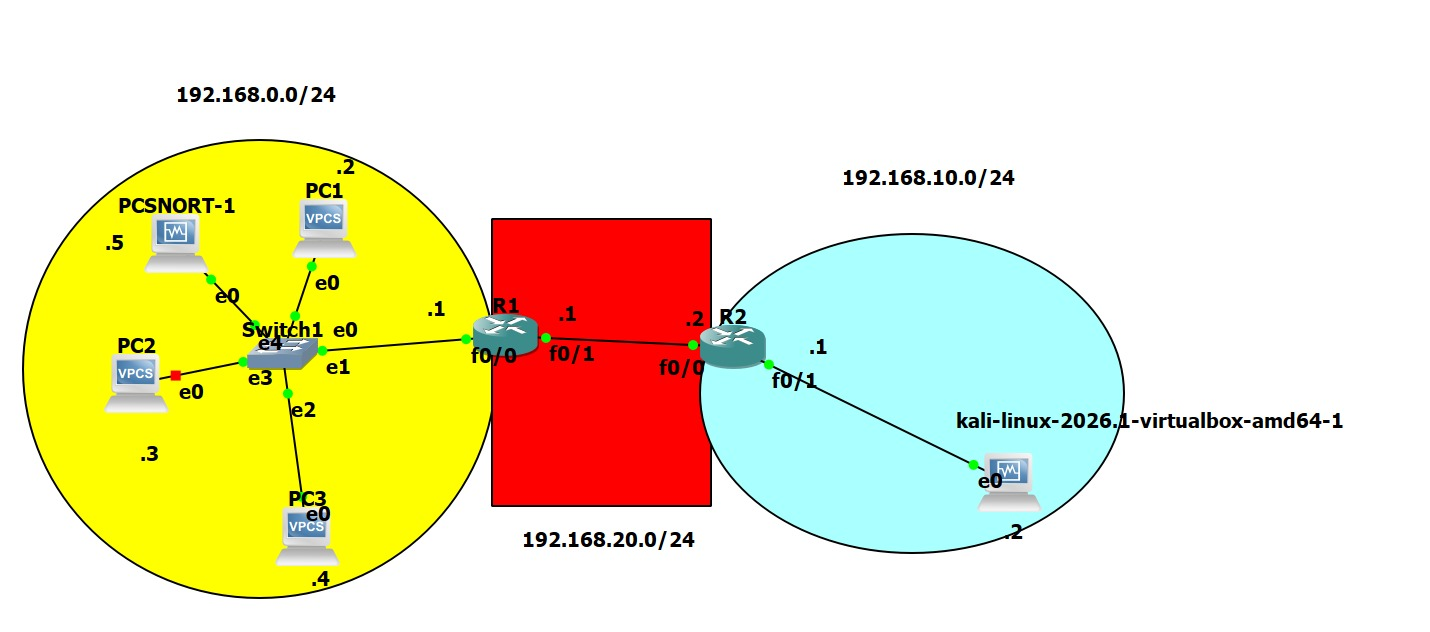 192.168.0.0/24
.2
192.168.10.0/24
PC1
PCSNORT-1
VPCS
.5
e0
e0
.1
R1
.1
.2
R2
Switch1
e0
e4
PC2
.1
f0/0
f0/1
f0/0
e1
VPCS
e3
e0
f0/1
e2
kali-linux-2026.1-virtualbox-amd64-1
.3
e0
PC3
e0
VPCS
.2
192.168.20.0/24
.4